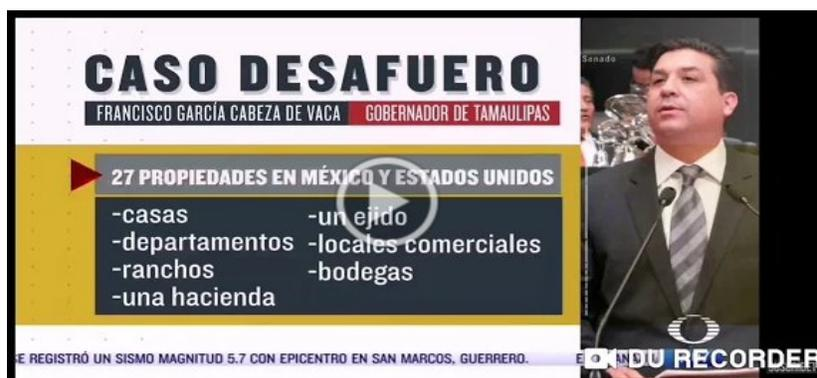 CASO DESAFUERO
FRANCISCO GARCÍA CABEZA DE VACA GOBERNADOR DE TAMAULIPAS
Senado
27 PROPIEDADES EN MÉXICO Y ESTADOS UNIDOS
-casas
-departamentos
-ranchos
-una hacienda
-un ejido
-locales comerciales
-bodegas
SE REGISTRÓ UN SISMO MAGNITUD 5.7 CON EPICENTRO EN SAN MARCOS, GUERRERO.
DU RECORDER